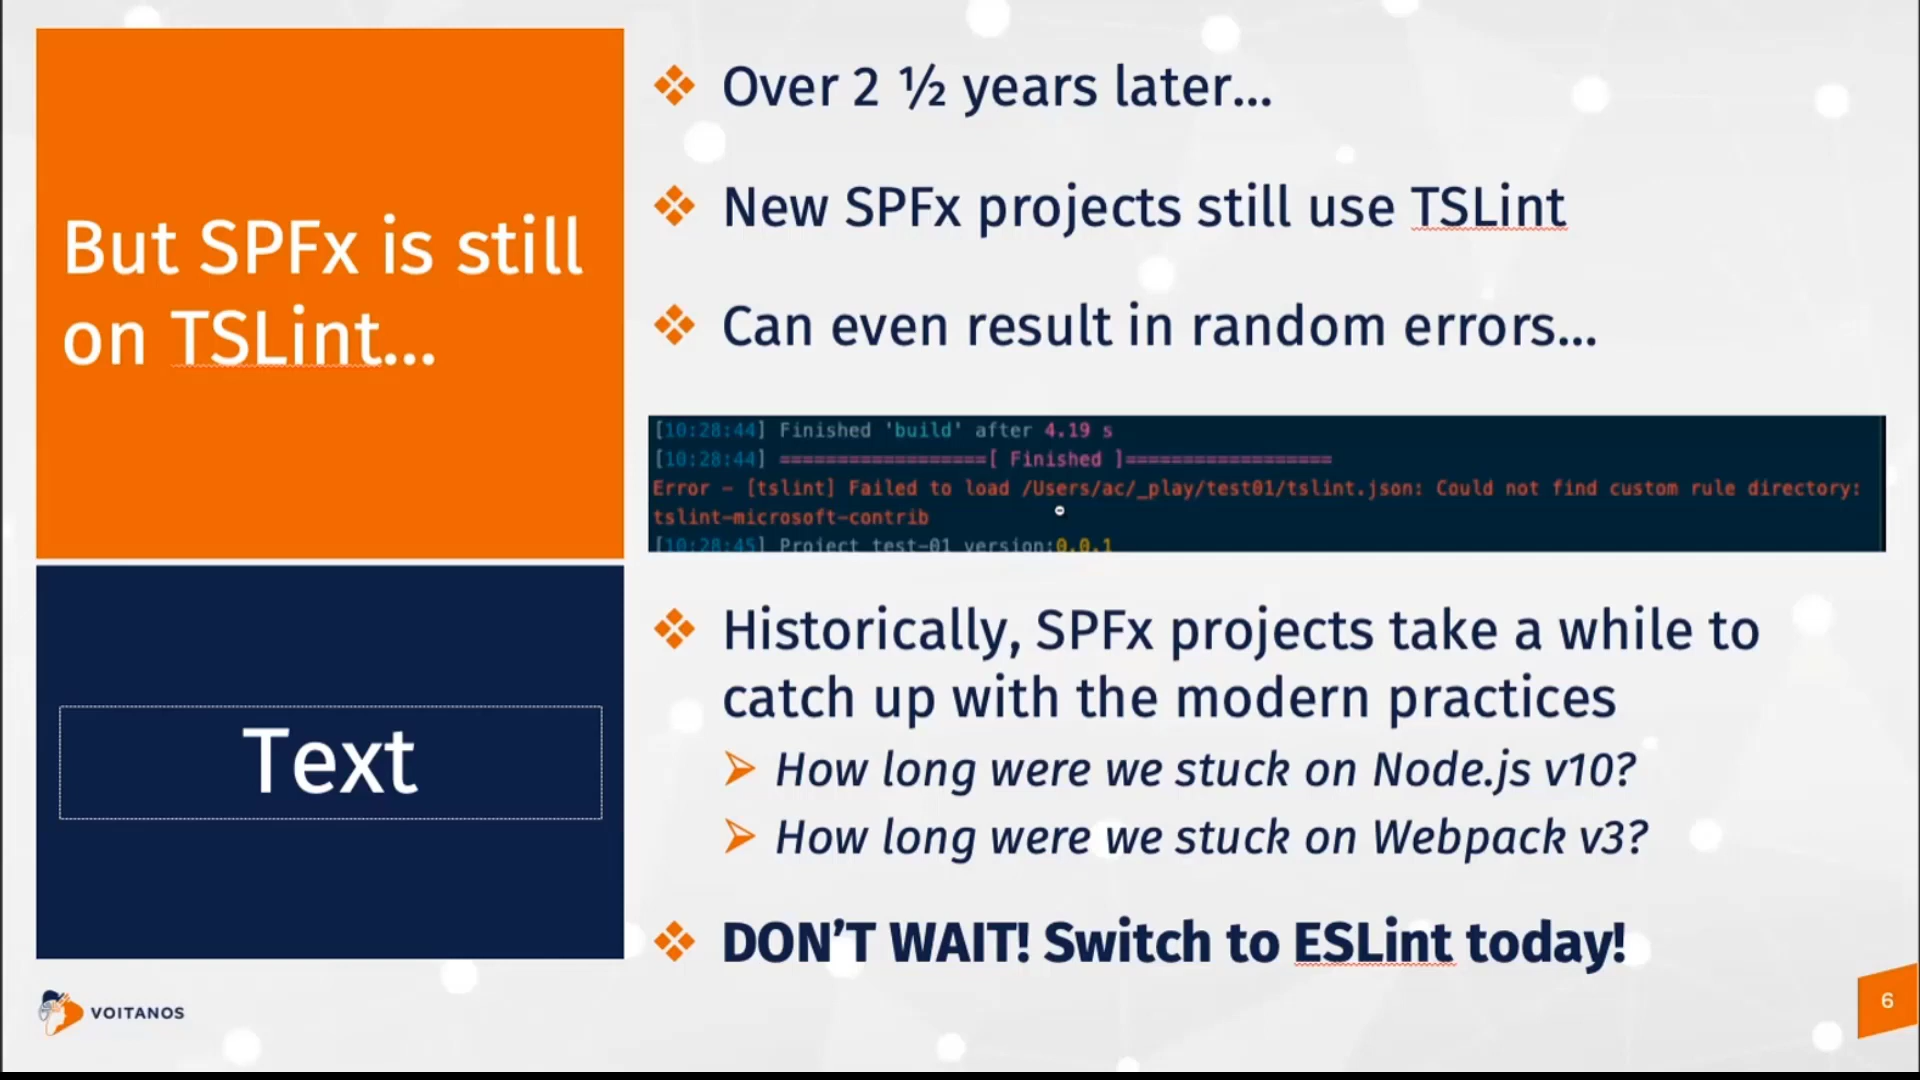 But SPFx is still
on TSLint...
Text
Over 2 ½ years later...
New SPFx projects still use TSLint
Can even result in random errors...
[10:28:44] Finished 'build' after 4.19 s
[10:28:44] ==================[ Finished ]==================
Error - [tslint] Failed to load /Users/ac/_play/test01/tslint.json: Could not find custom rule directory:
tslint-microsoft-contrib
[10:28:45] Project test-01 version:0.0.1
Historically, SPFx projects take a while to
catch up with the modern practices
How long were we stuck on Node.js v10?
How long were we stuck on Webpack v3?
DON'T WAIT! Switch to ESLint today!
VOITANOS
6